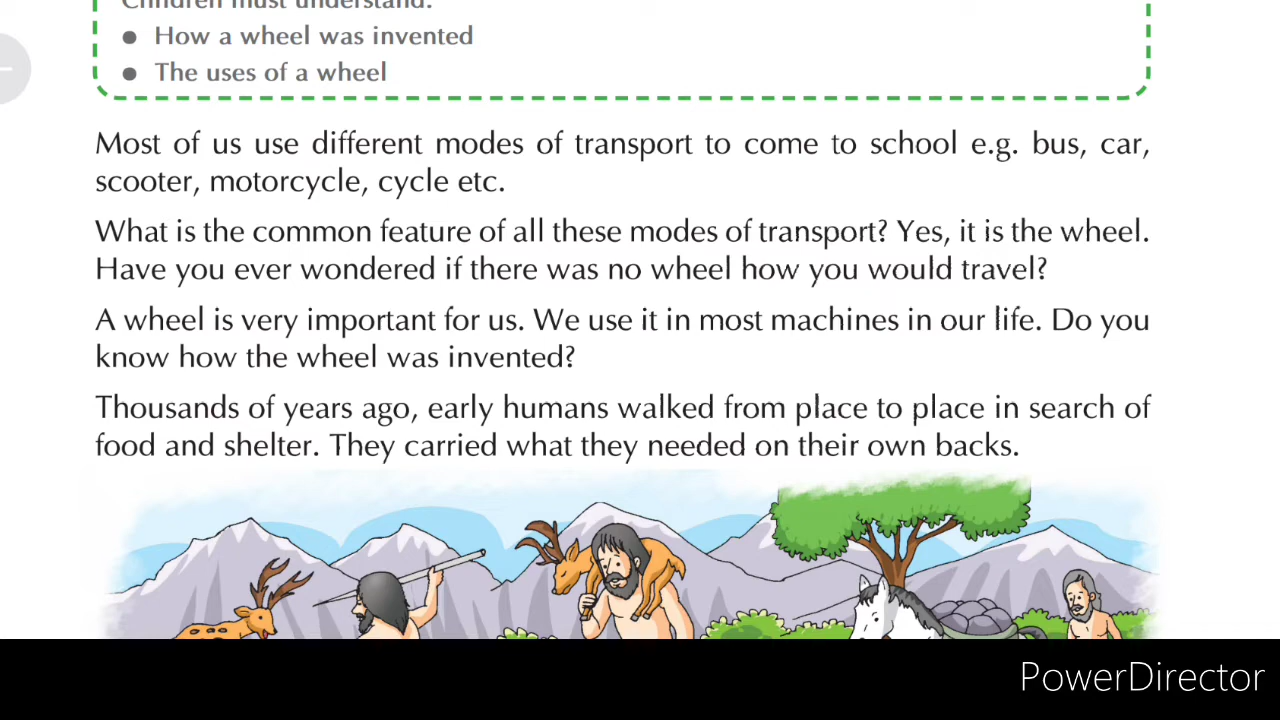 Children must understand:
● How a wheel was invented
● The uses of a wheel
Most of us use different modes of transport to come to school e.g. bus, car,
scooter, motorcycle, cycle etc.
What is the common feature of all these modes of transport? Yes, it is the wheel.
Have you ever wondered if there was no wheel how you would travel?
A wheel is very important for us. We use it in most machines in our life. Do you
know how the wheel was invented?
Thousands of years ago, early humans walked from place to place in search of
food and shelter. They carried what they needed on their own backs.
PowerDirector